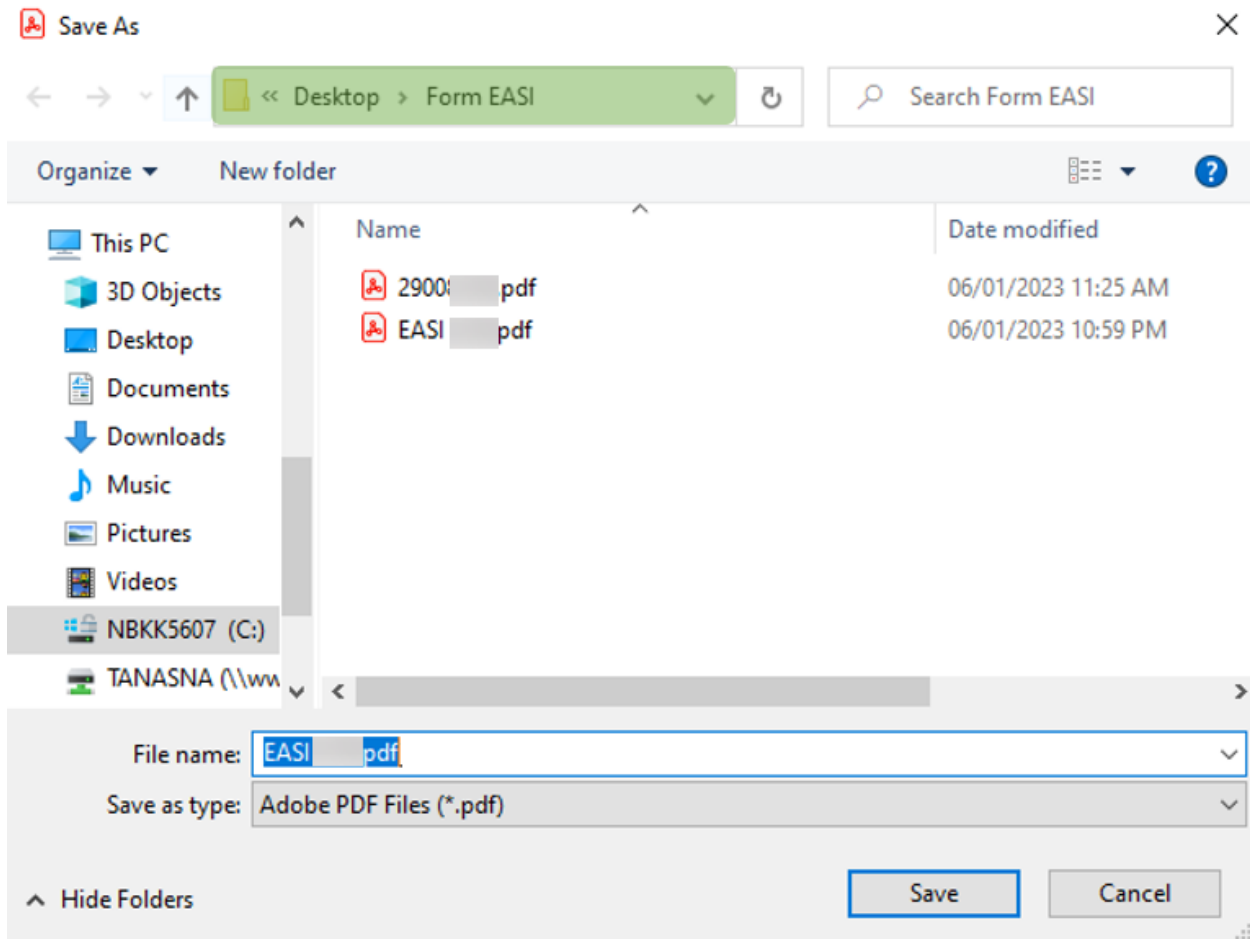 Save As
« Desktop > Form EASI
Search Form EASI
Organize
New folder
Name
Date modified
This PC
3D Objects
Desktop
Documents
Downloads
Music
Pictures
Videos
NBKK5607 (C:)
TANASNA (\\ww
29008 .pdf 06/01/2023 11:25 AM
EASI pdf 06/01/2023 10:59 PM
File name: EASI pdf
Save as type: Adobe PDF Files (*.pdf)
Hide Folders
Save
Cancel